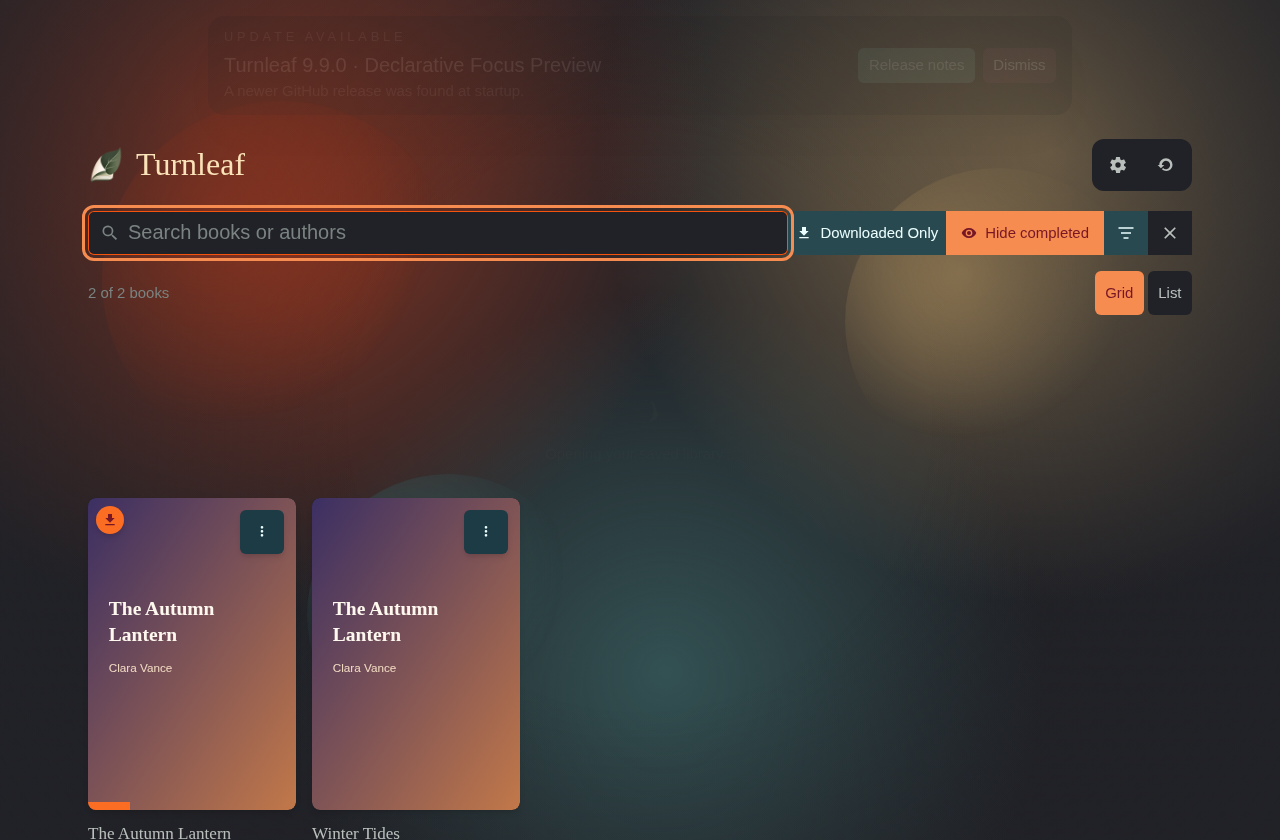 UPDATE AVAILABLE
Turnleaf 9.9.0 · Declarative Focus Preview
A newer GitHub release was found at startup.
Release notes
Dismiss
Turnleaf
Search books or authors
Downloaded Only
Hide completed
2 of 2 books
Grid
List
The Autumn
Lantern
Clara Vance
The Autumn
Lantern
Clara Vance
The Autumn Lantern
Winter Tides